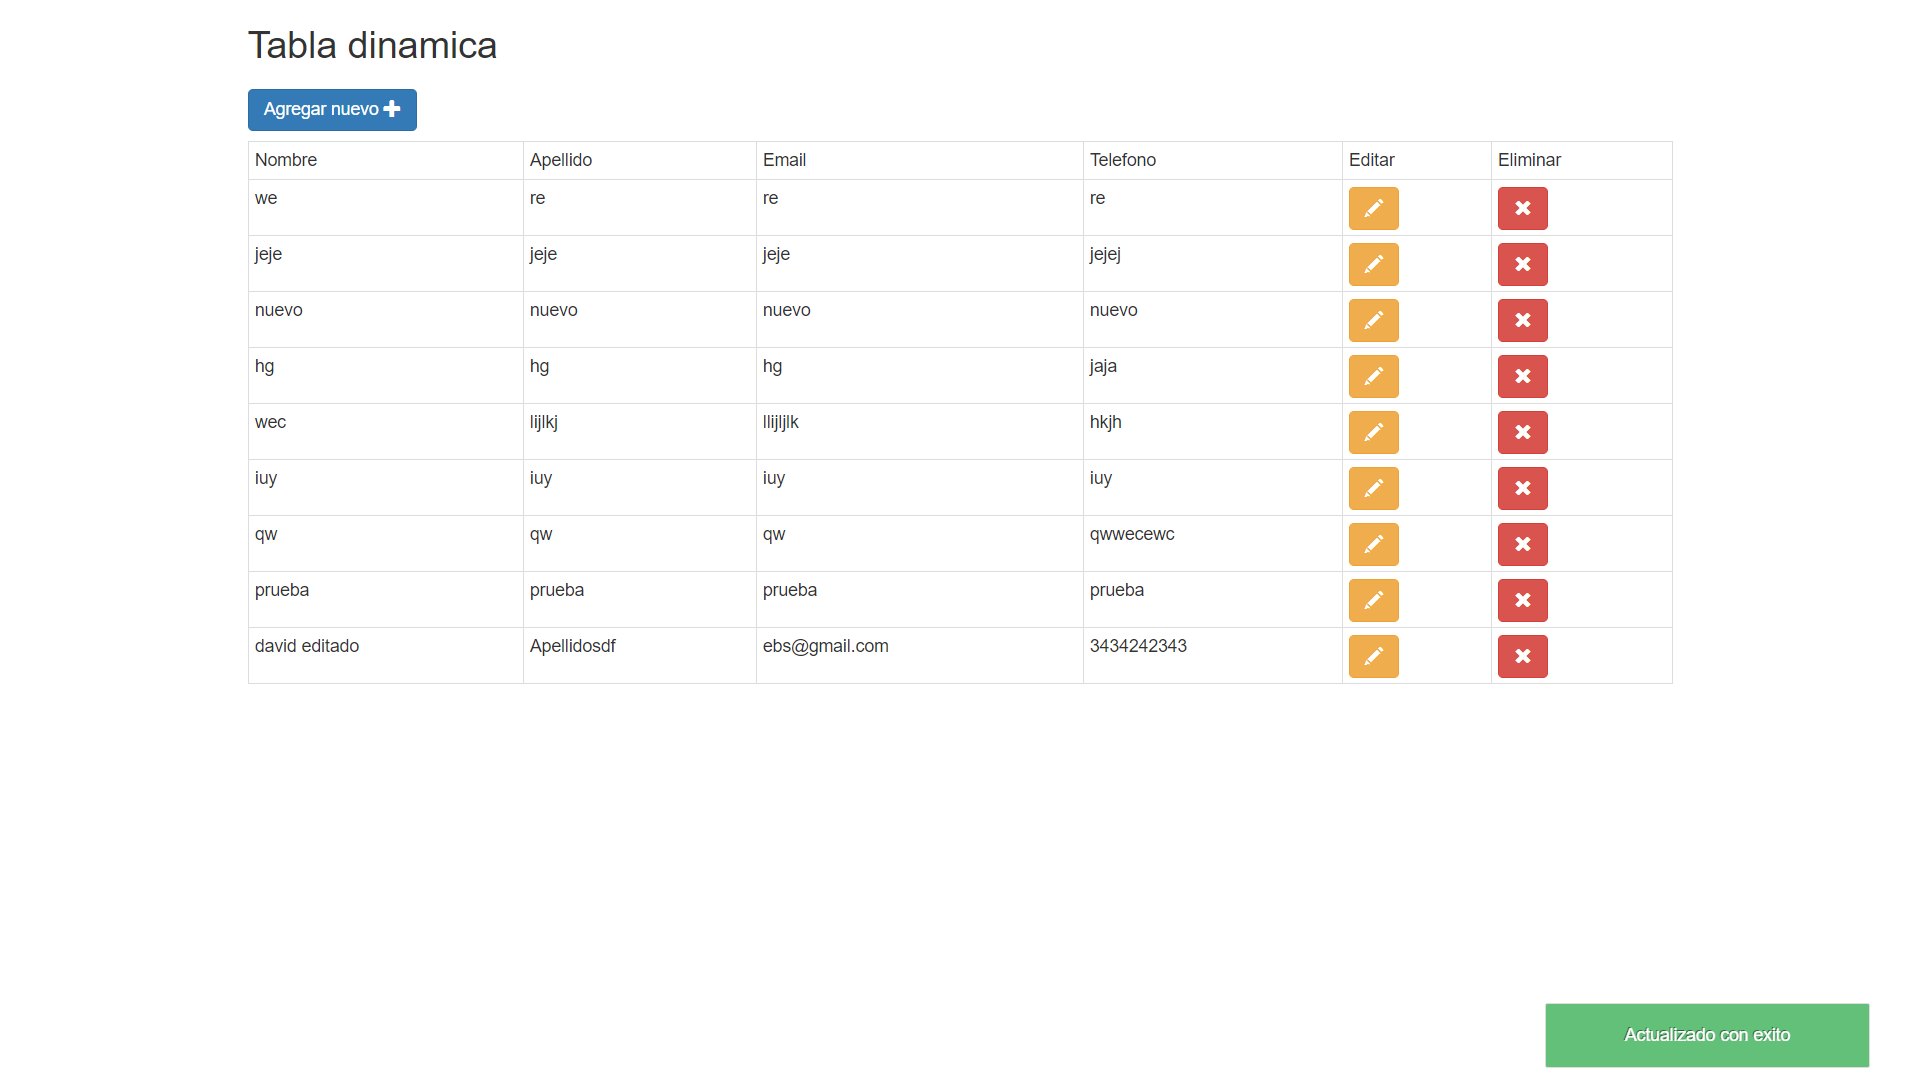 Tabla dinamica
Agregar nuevo
Nombre Apellido Email Telefono Editar Eliminar
we re re re
jeje jeje jeje jejej
nuevo nuevo nuevo nuevo
hg hg hg jaja
wec lijlkj llijljlk hkjh
iuy iuy iuy iuy
qw qw qw qwwecewc
prueba prueba prueba prueba
david editado Apellidosdf ebs@gmail.com 3434242343
Actualizado con exito